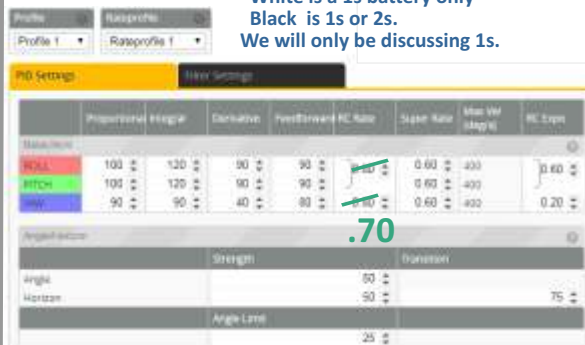 White is a 1s battery only
Black is 1s or 2s.
We will only be discussing 1s.
Profile Rateprofile
Profile 1 Rateprofile 1
PID Settings Filter Settings
Proportional Integral Derivative Feedforward RC Rate Super Rate Max Vel [deg/s] RC Expo
ROLL 100 120 90 90 0.60 400 0.60
PITCH 100 120 90 90 0.60 400
YAW 90 90 40 80 0.60 400 0.20
.70
Angle/Horizon
Strength Transition
Angle 50
Horizon 50 75
Angle Limit
25